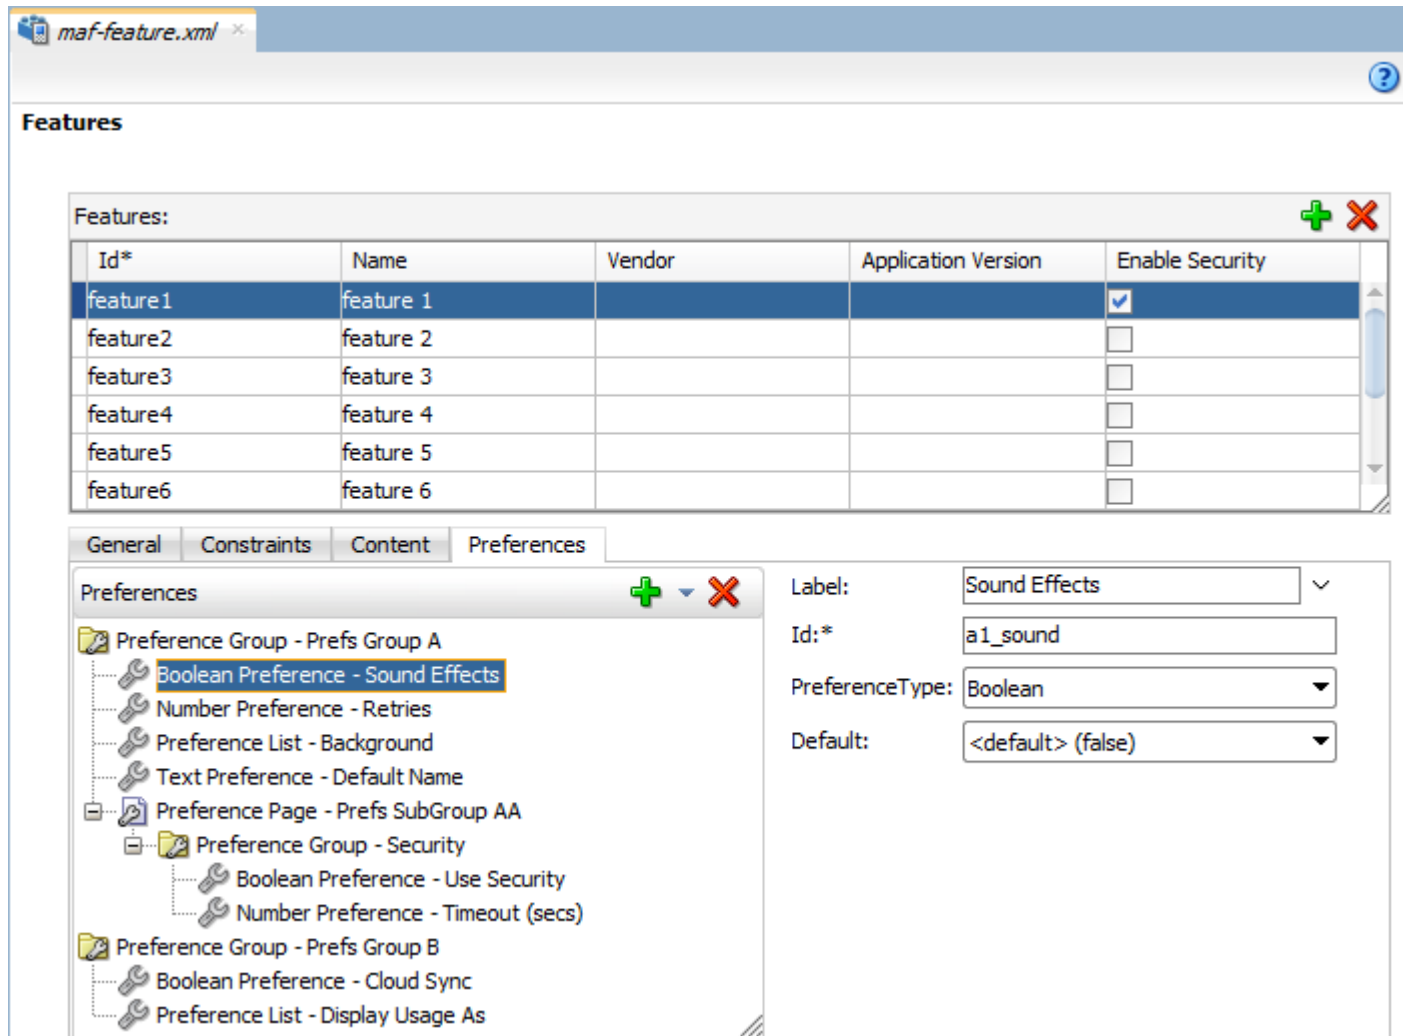 maf-feature.xml
Features
Features:
Id* Name Vendor Application Version Enable Security
feature1 feature 1
feature2 feature 2
feature3 feature 3
feature4 feature 4
feature5 feature 5
feature6 feature 6
General Constraints Content Preferences
Preferences
Preference Group - Prefs Group A
Boolean Preference - Sound Effects
Number Preference - Retries
Preference List - Background
Text Preference - Default Name
Preference Page - Prefs SubGroup AA
Preference Group - Security
Boolean Preference - Use Security
Number Preference - Timeout (secs)
Preference Group - Prefs Group B
Boolean Preference - Cloud Sync
Preference List - Display Usage As
Label: Sound Effects
Id:* a1_sound
PreferenceType: Boolean
Default: <default> (false)